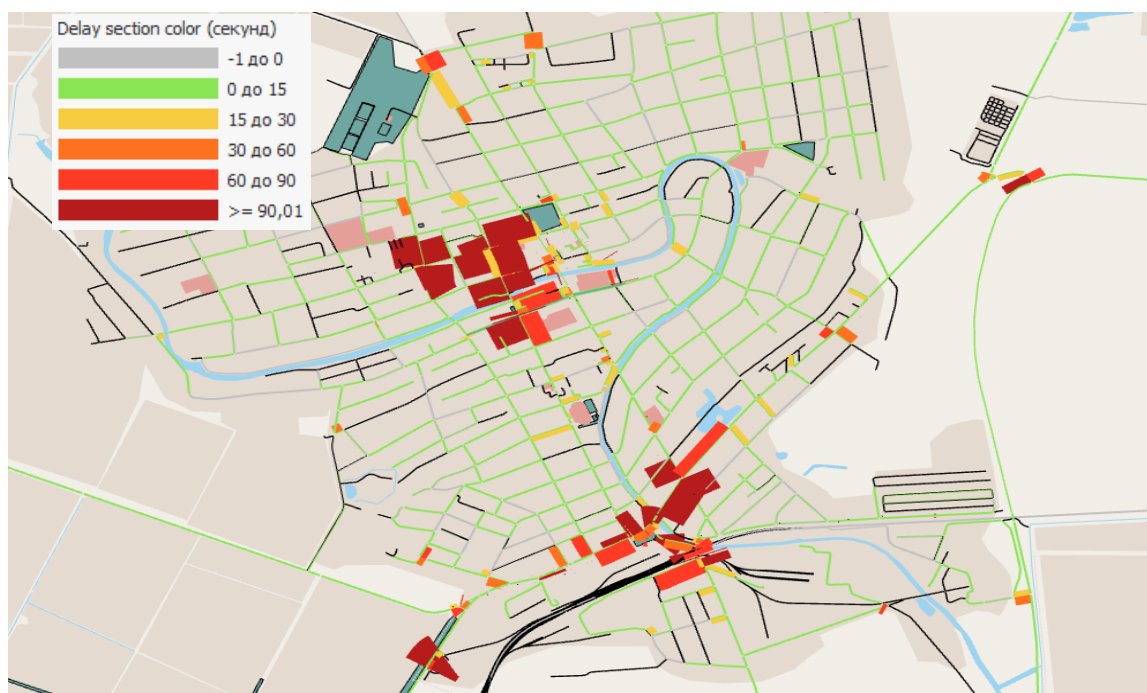 Delay section color (секунд)
-1 до 0
0 до 15
15 до 30
30 до 60
60 до 90
>= 90,01